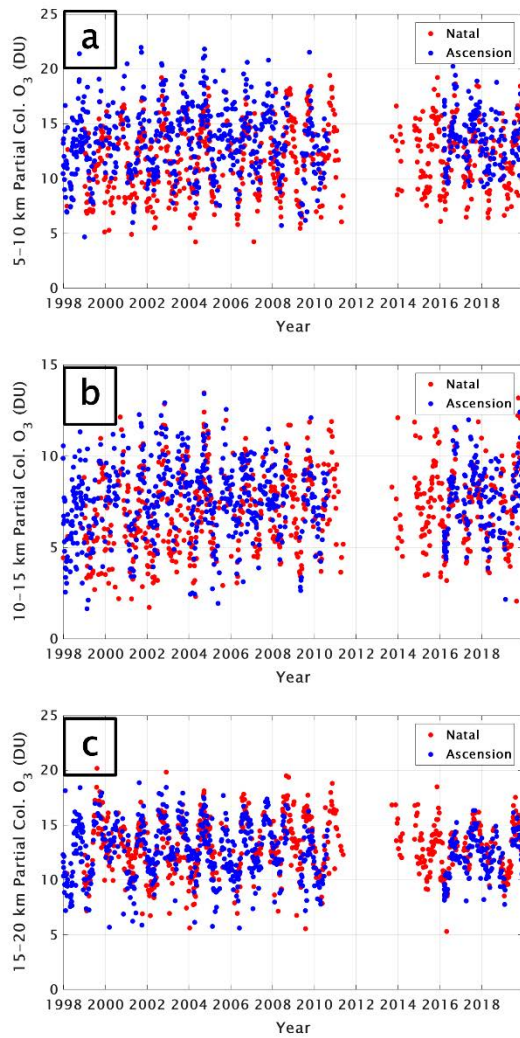 a
25
20
15
10
5
0
5-10 km Partial Col. O3 (DU)
Natal
Ascension
1998 2000 2002 2004 2006 2008 2010 2012 2014 2016 2018
Year
b
15
10
5
0
10-15 km Partial Col. O3 (DU)
Natal
Ascension
1998 2000 2002 2004 2006 2008 2010 2012 2014 2016 2018
Year
c
25
20
15
10
5
0
15-20 km Partial Col. O3 (DU)
Natal
Ascension
1998 2000 2002 2004 2006 2008 2010 2012 2014 2016 2018
Year